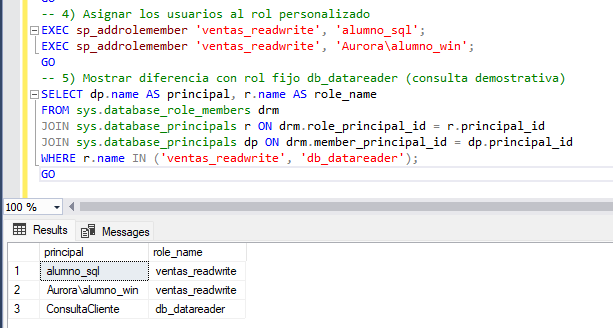 GO
-- 4) Asignar los usuarios al rol personalizado
EXEC sp_addrolemember 'ventas_readwrite', 'alumno_sql';
EXEC sp_addrolemember 'ventas_readwrite', 'Aurora\alumno_win';
GO
-- 5) Mostrar diferencia con rol fijo db_datareader (consulta demostrativa)
SELECT dp.name AS principal, r.name AS role_name
FROM sys.database_role_members drm
JOIN sys.database_principals r ON drm.role_principal_id = r.principal_id
JOIN sys.database_principals dp ON drm.member_principal_id = dp.principal_id
WHERE r.name IN ('ventas_readwrite', 'db_datareader');
GO
100 %
Results Messages
principal role_name
1 alumno_sql ventas_readwrite
2 Aurora\alumno_win ventas_readwrite
3 ConsultaCliente db_datareader